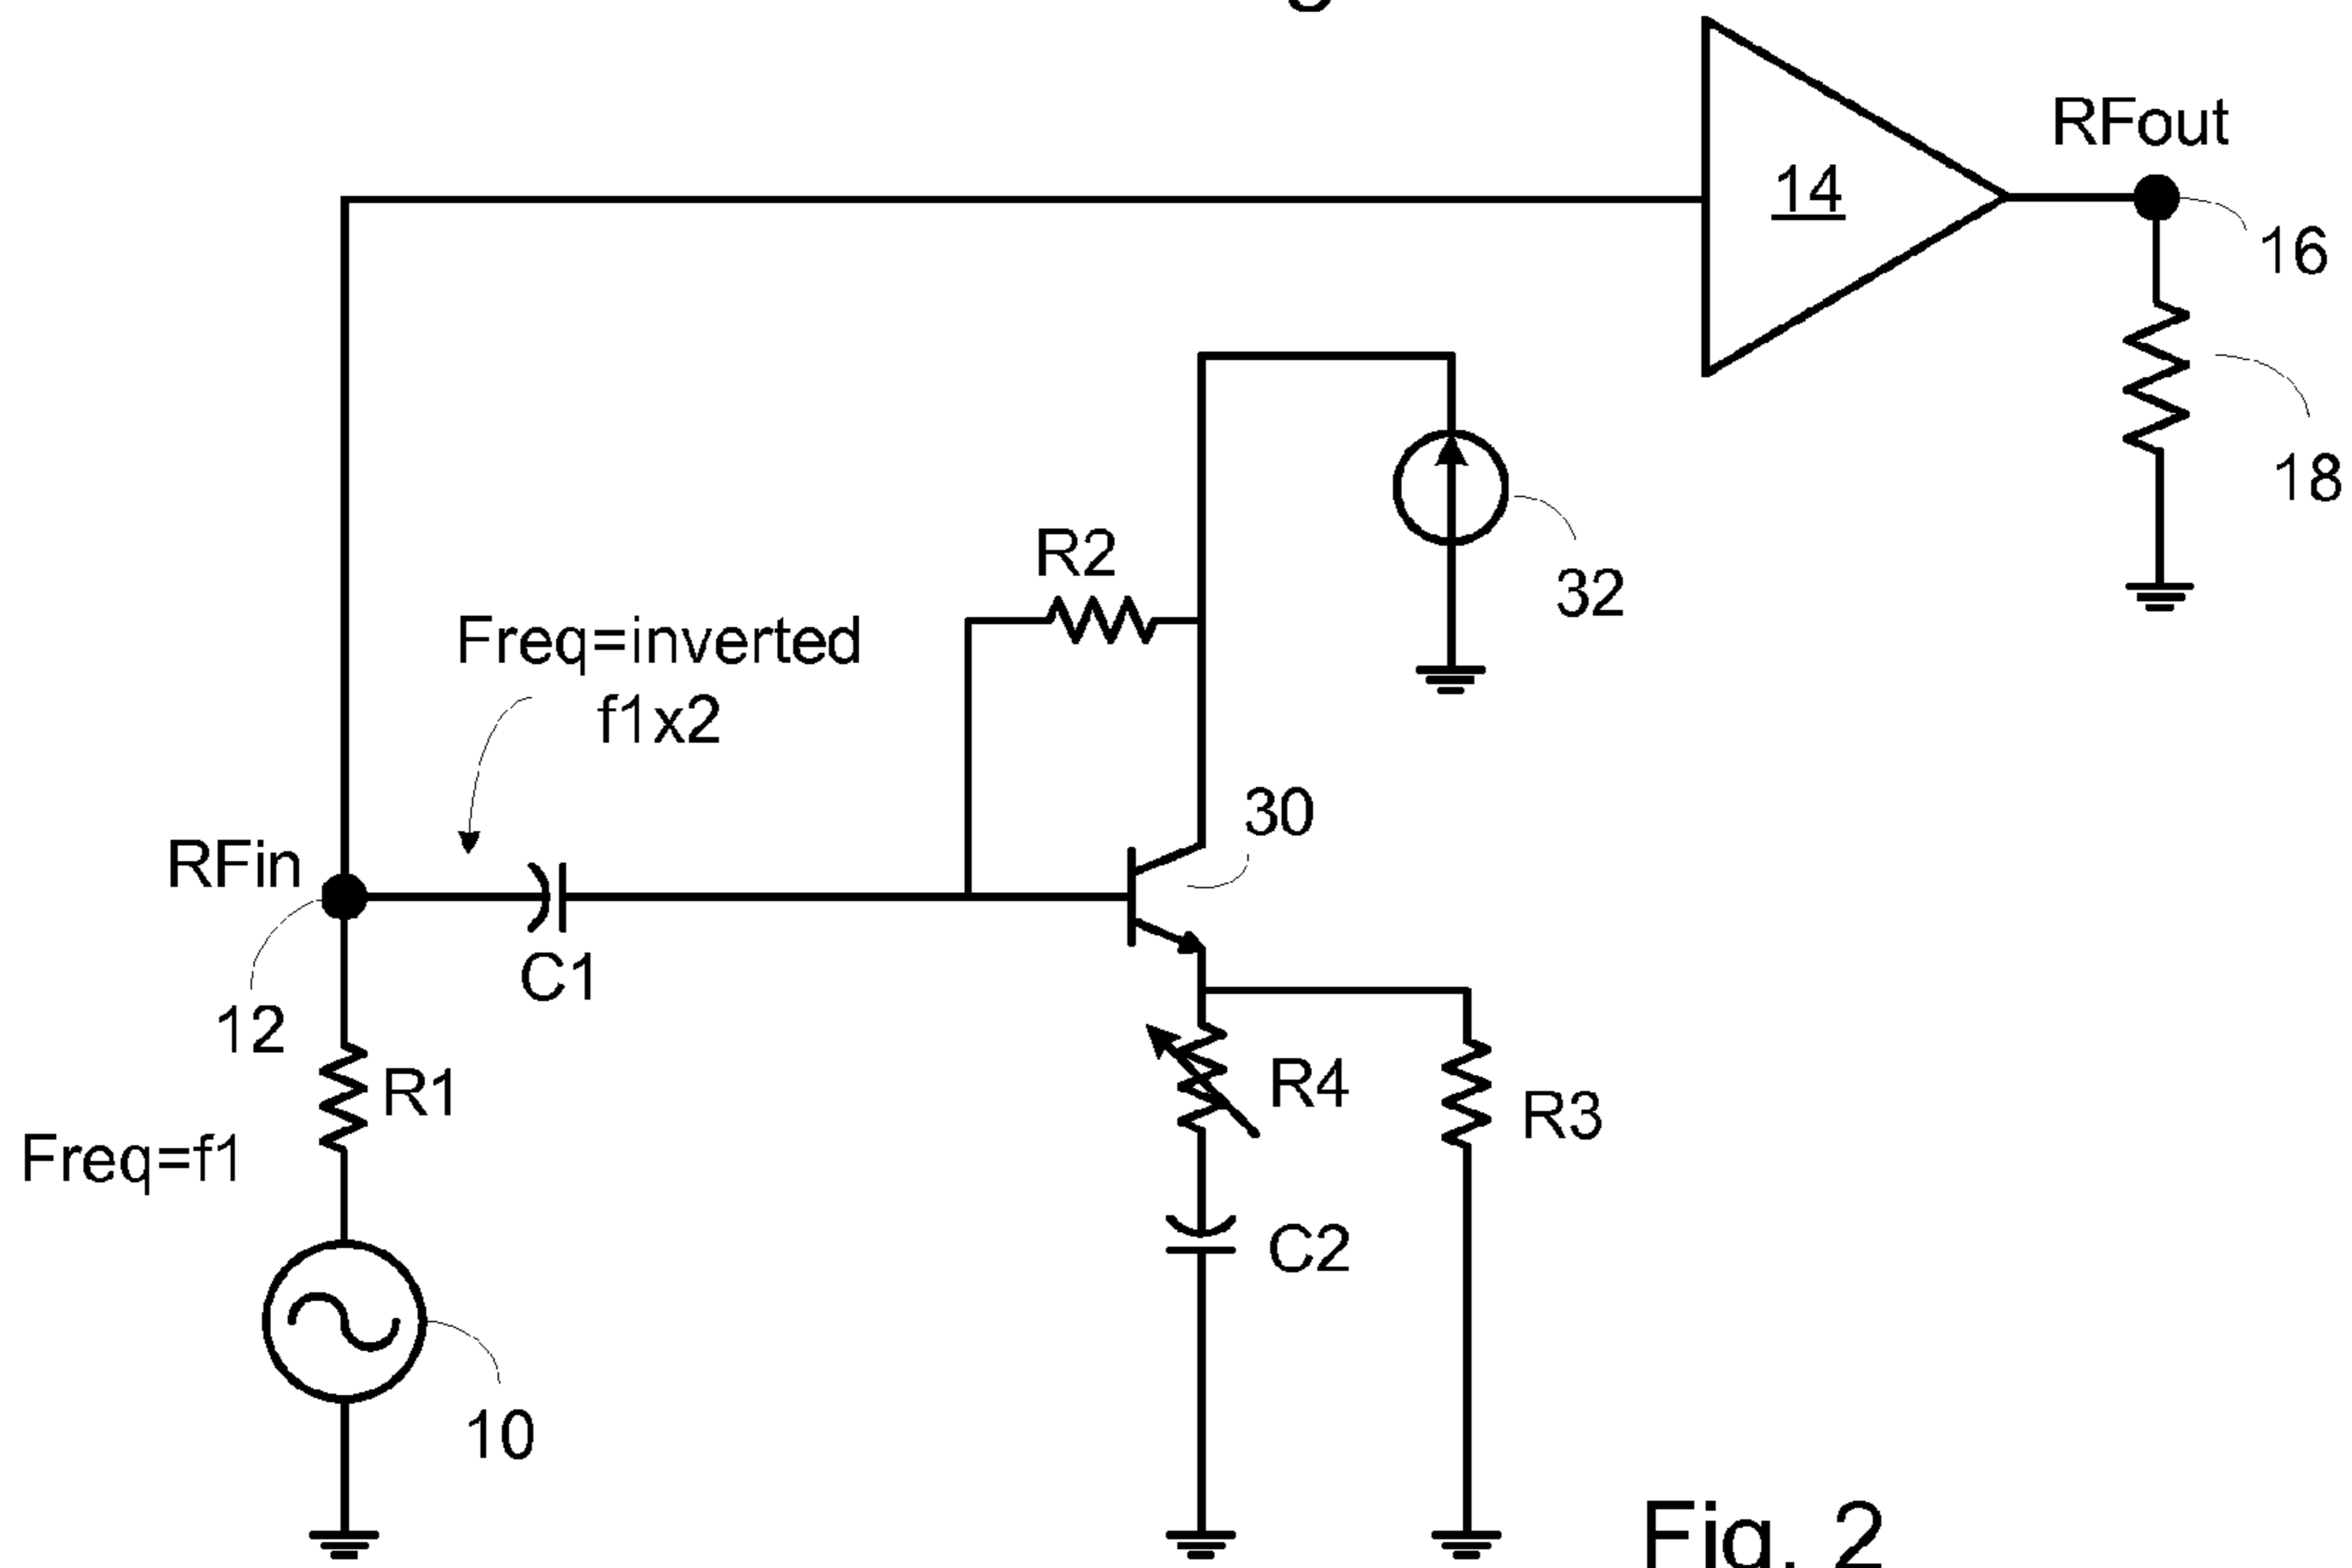 RFout
14
16
18
R2
32
Freq=inverted
f1x2
30
RFin
C1
12
R1
R4
R3
Freq=f1
C2
10
Fig. 2